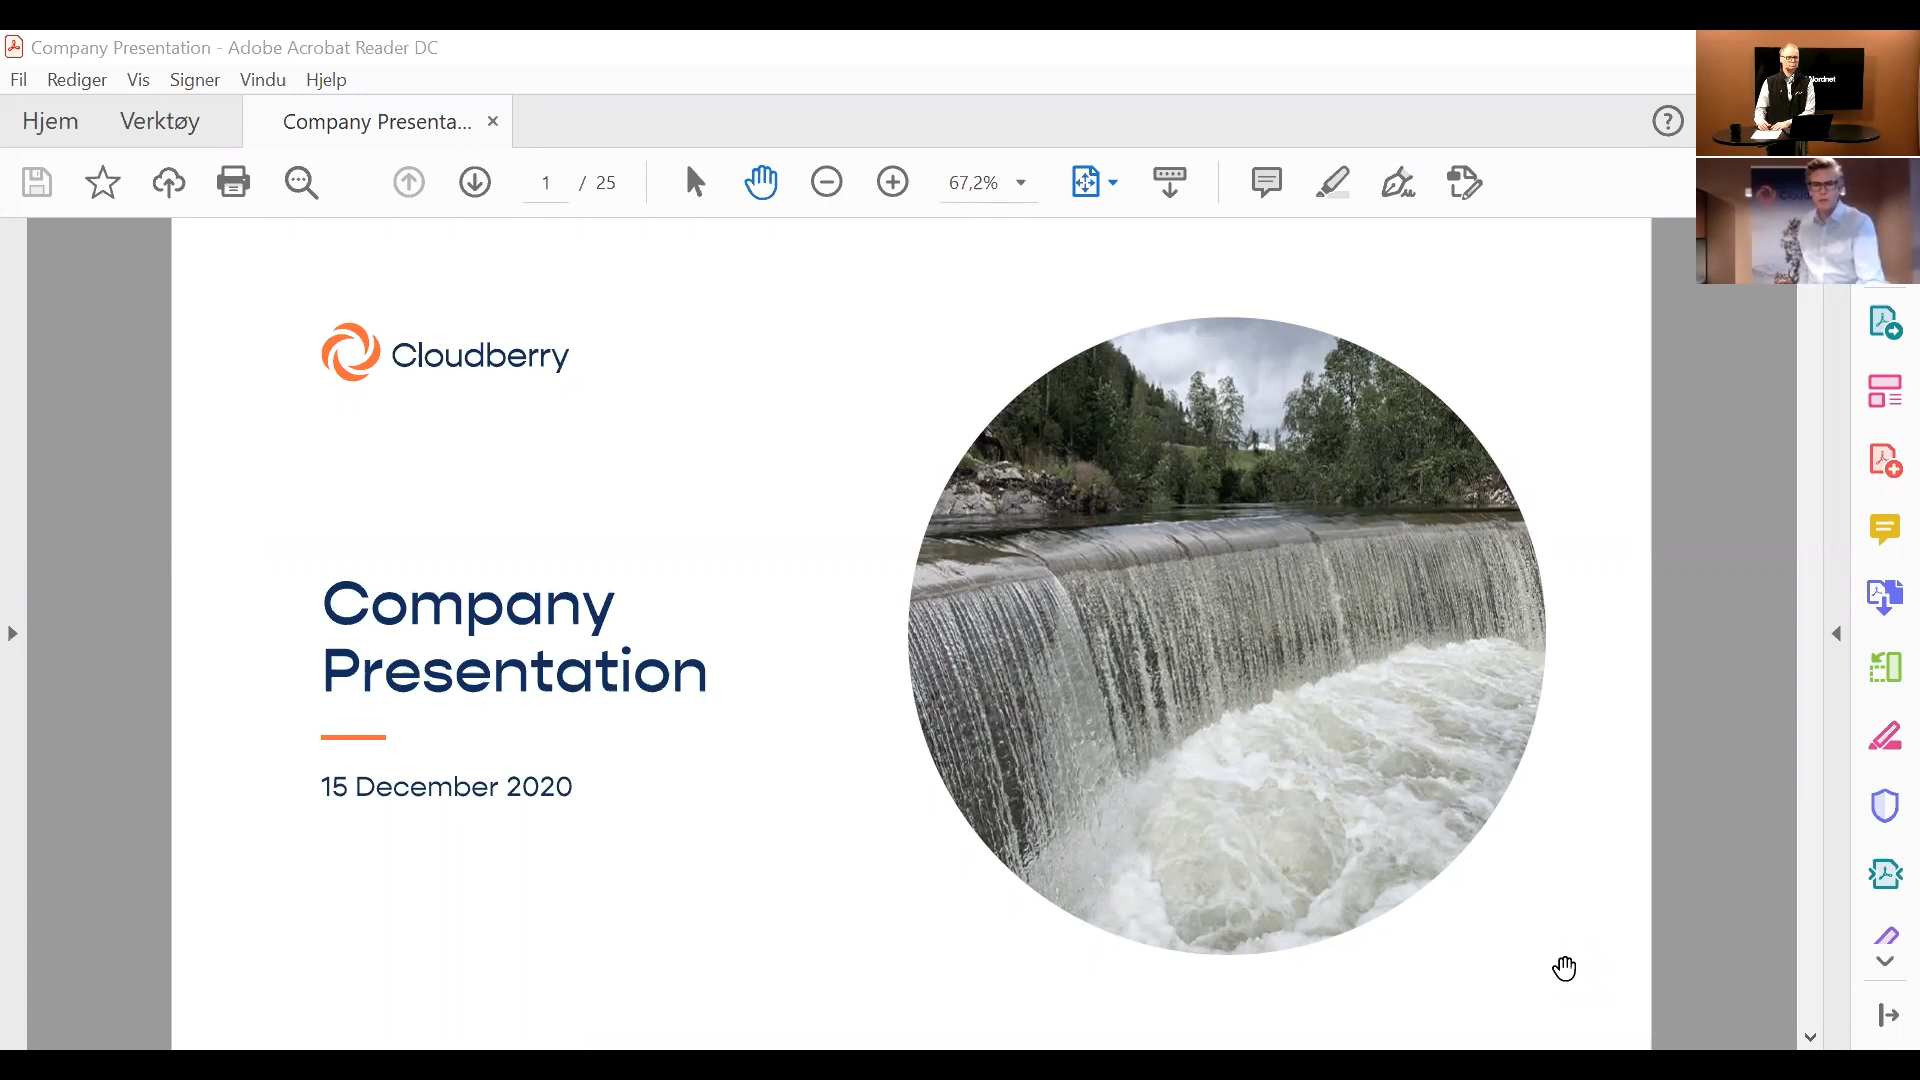 Company Presentation - Adobe Acrobat Reader DC
Fil Rediger Vis Signer Vindu Hjelp
Hjem Verktøy Company Presenta...
1 / 25 67,2%
Nordnet
Cloudberry
Company
Presentation
15 December 2020